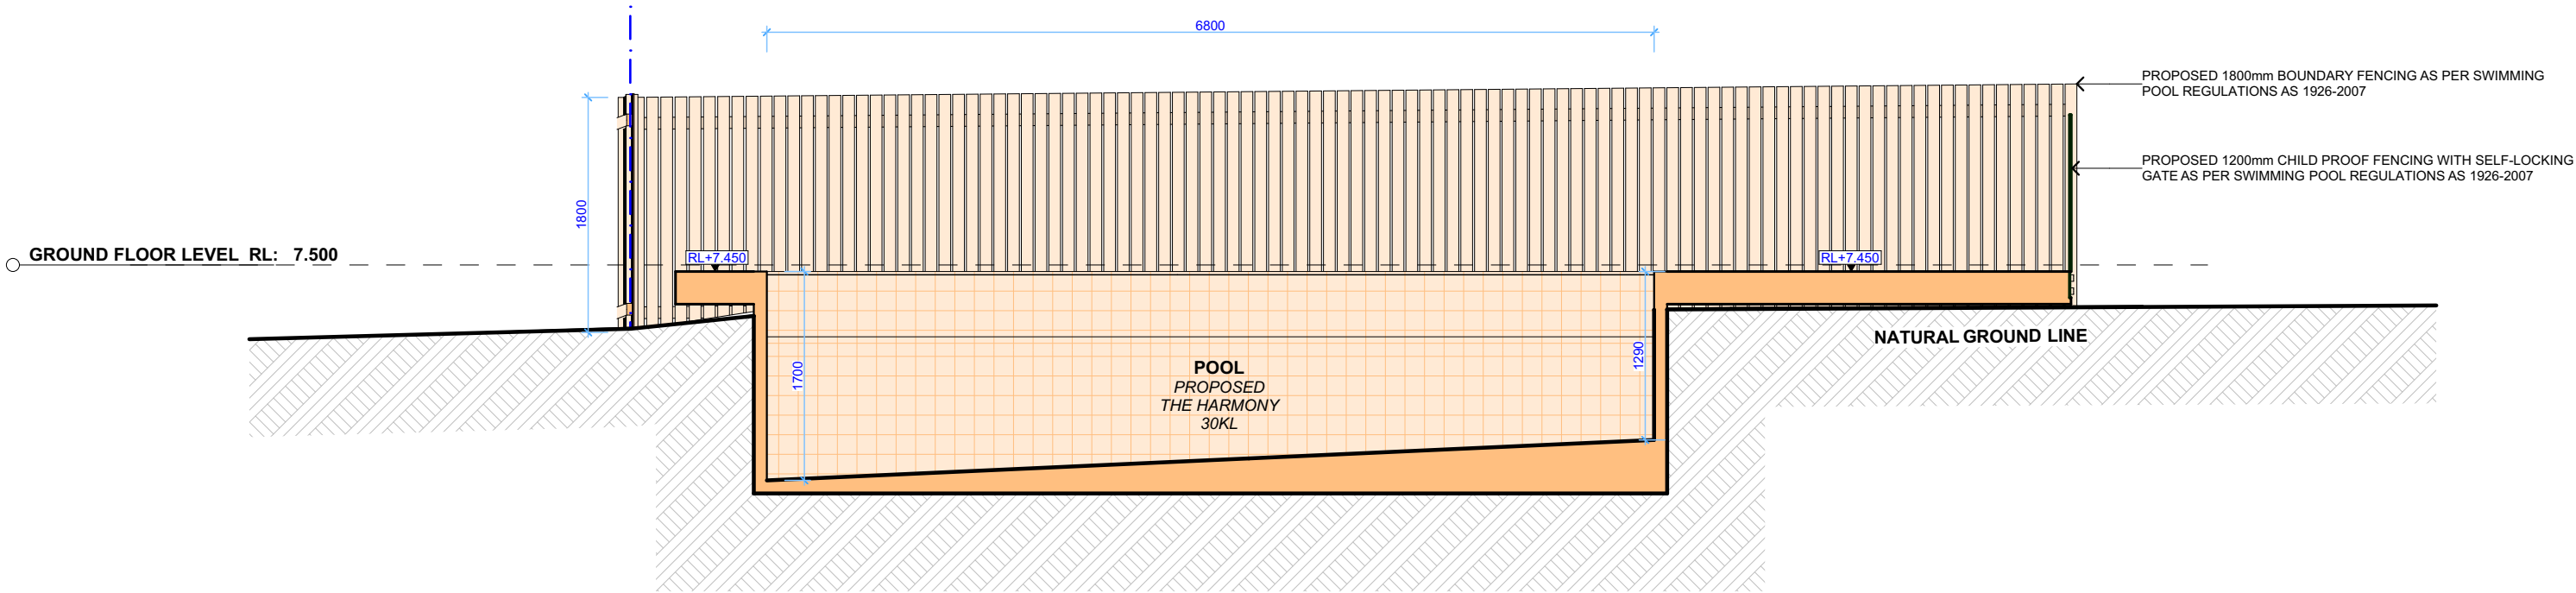 6800
PROPOSED 1800mm BOUNDARY FENCING AS PER SWIMMING
POOL REGULATIONS AS 1926-2007
PROPOSED 1200mm CHILD PROOF FENCING WITH SELF-LOCKING
GATE AS PER SWIMMING POOL REGULATIONS AS 1926-2007
1800
GROUND FLOOR LEVEL RL: 7.500
RL+7.450
RL+7.450
NATURAL GROUND LINE
1700
1290
POOL
PROPOSED
THE HARMONY
30KL